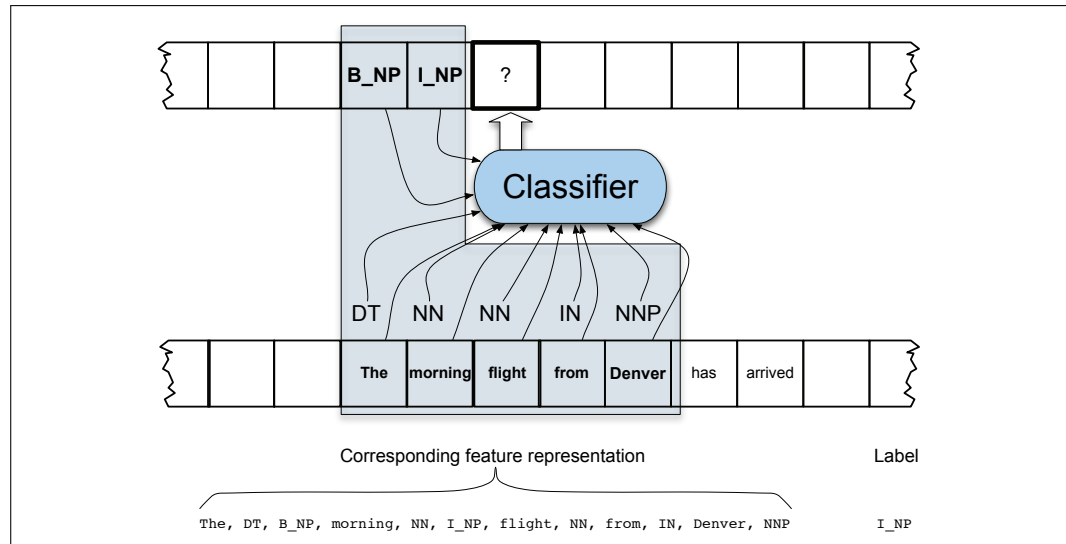 B_NP I_NP ?
Classifier
DT NN NN IN NNP
The morning flight from Denver has arrived
Corresponding feature representation Label
The, DT, B_NP, morning, NN, I_NP, flight, NN, from, IN, Denver, NNP I_NP